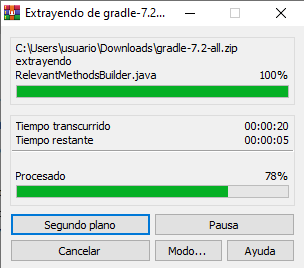 Extrayendo de gradle-7.2...
C:\Users\usuario\Downloads\gradle-7.2-all.zip
extrayendo
RelevantMethodsBuilder.java 100%
Tiempo transcurrido 00:00:20
Tiempo restante 00:00:05
Procesado 78%
Segundo plano Pausa
Cancelar Modo... Ayuda